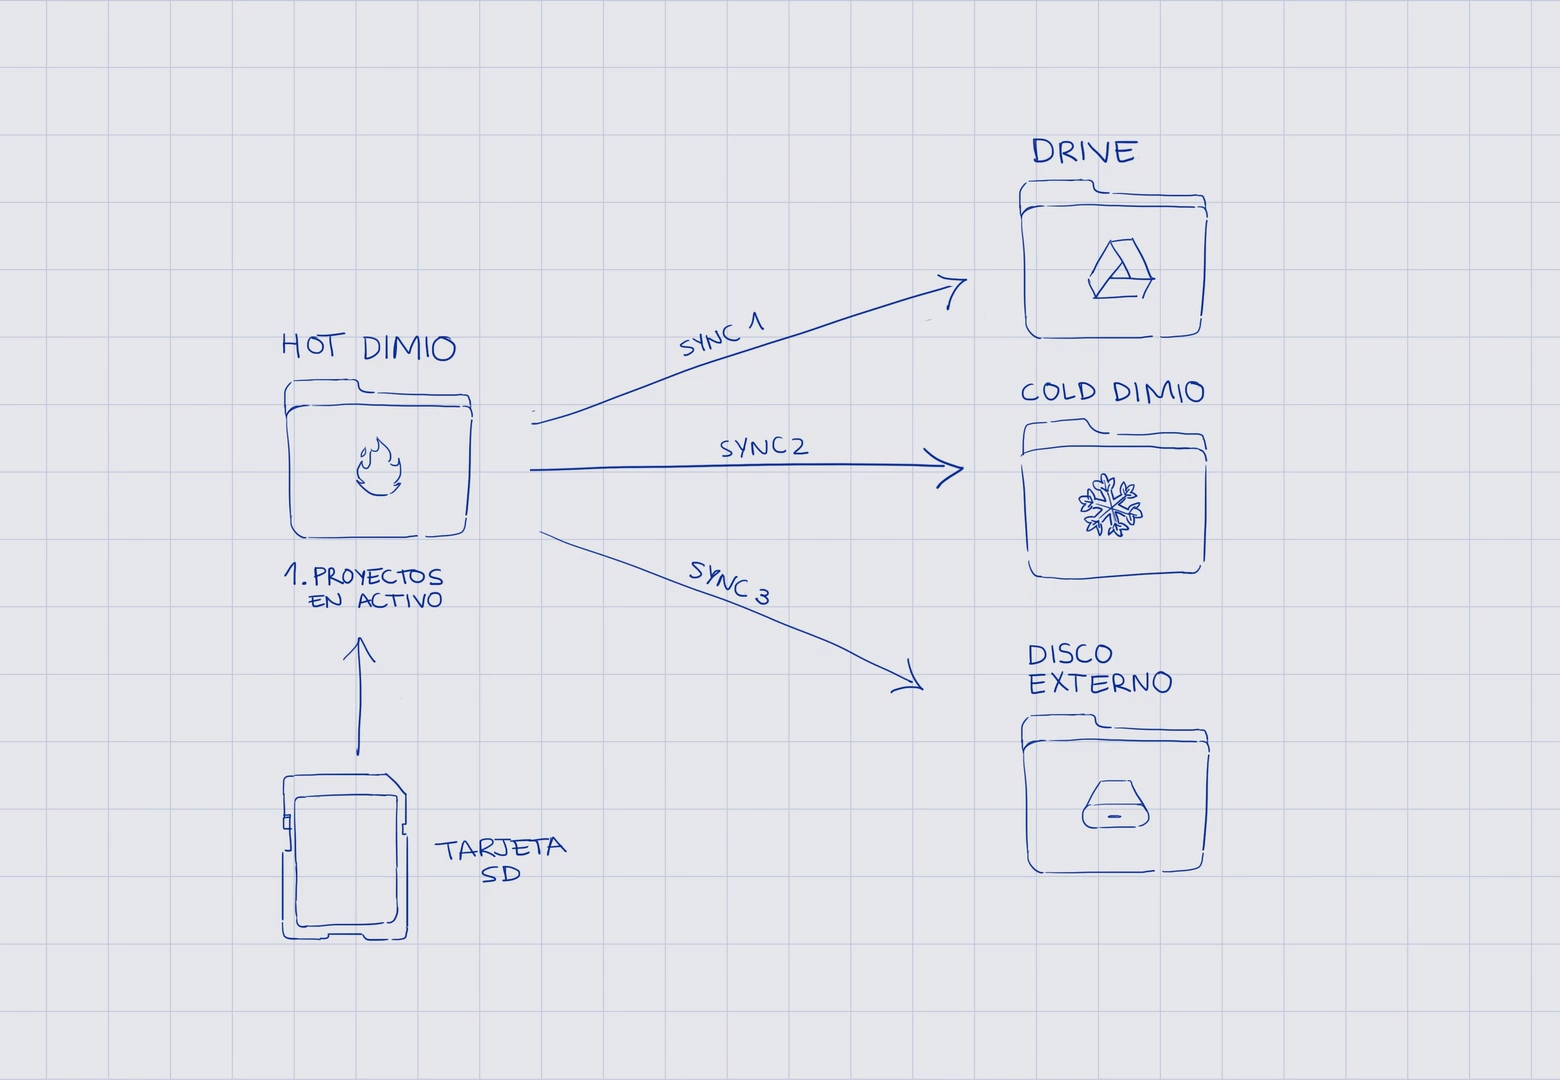 DRIVE
SYNC 1
HOT DIMIO
COLD DIMIO
SYNC 2
1. PROYECTOS
EN ACTIVO
SYNC 3
DISCO
EXTERNO
TARJETA
SD